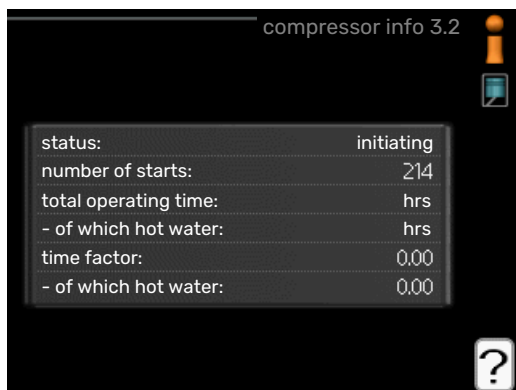 compressor info 3.2
status: initiating
number of starts: 214
total operating time: hrs
- of which hot water: hrs
time factor: 0,00
- of which hot water: 0,00
?